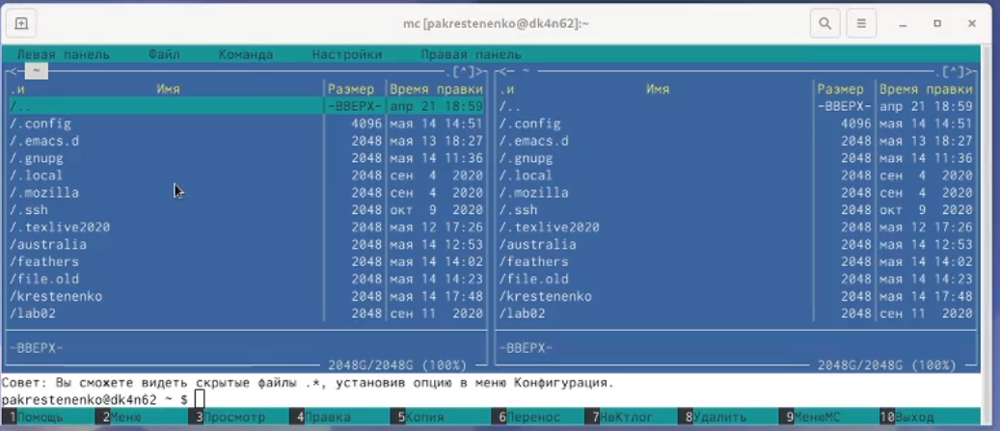 mc [pakrestenenko@dk4n62]:~
Левая панель Файл Команда Настройки Правая панель
<─ ~ .[^]> <─ ~ .[^]>
.и Имя Размер Время правки .и Имя Размер Время правки
/.. -ВВЕРХ- апр 21 18:59 /.. -ВВЕРХ- апр 21 18:59
/.config 4096 мая 14 14:51 /.config 4096 мая 14 14:51
/.emacs.d 2048 мая 13 18:27 /.emacs.d 2048 мая 13 18:27
/.gnupg 2048 мая 14 11:36 /.gnupg 2048 мая 14 11:36
/.local 2048 сен 4 2020 /.local 2048 сен 4 2020
/.mozilla 2048 сен 4 2020 /.mozilla 2048 сен 4 2020
/.ssh 2048 окт 9 2020 /.ssh 2048 окт 9 2020
/.texlive2020 2048 мая 12 17:26 /.texlive2020 2048 мая 12 17:26
/australia 2048 мая 14 12:53 /australia 2048 мая 14 12:53
/feathers 2048 мая 14 14:02 /feathers 2048 мая 14 14:02
/file.old 2048 мая 14 14:23 /file.old 2048 мая 14 14:23
/krestenenko 2048 мая 14 17:48 /krestenenko 2048 мая 14 17:48
/lab02 2048 сен 11 2020 /lab02 2048 сен 11 2020
-ВВЕРХ- -ВВЕРХ-
2048G/2048G (100%) 2048G/2048G (100%)
Совет: Вы сможете видеть скрытые файлы .*, установив опцию в меню Конфигурация.
pakrestenenko@dk4n62 ~ $
1Помощь 2Меню 3Просмотр 4Правка 5Копия 6Перенос 7НвКтлог 8Удалить 9МенюМС 10Выход